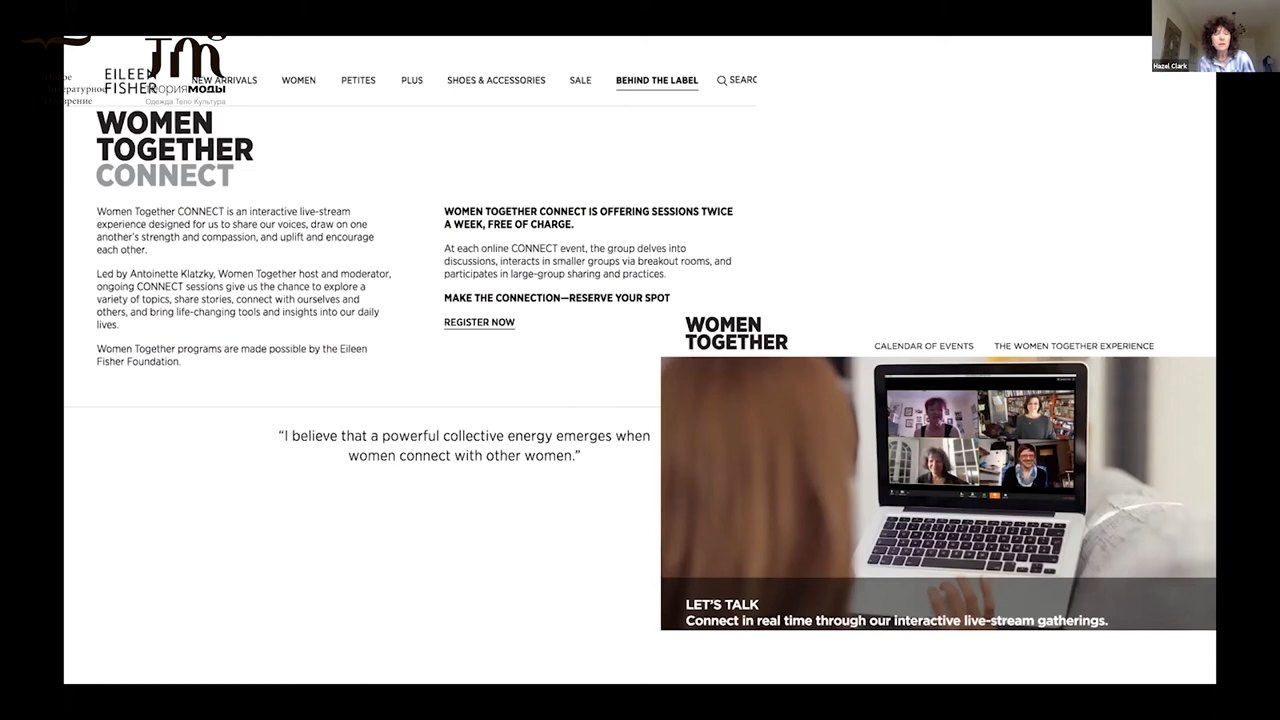 Новое
Литературное
Обозрение
EILEEN
FISHER
ТМ
Теория моды
Одежда Тело Культура
NEW ARRIVALS
WOMEN
PETITES
PLUS
SHOES & ACCESSORIES
SALE
BEHIND THE LABEL
SEARC
Hazel Clark
WOMEN
TOGETHER
CONNECT
Women Together CONNECT is an interactive live-stream
experience designed for us to share our voices, draw on one
another's strength and compassion, and uplift and encourage
each other.
Led by Antoinette Klatzky, Women Together host and moderator,
ongoing CONNECT sessions give us the chance to explore a
variety of topics, share stories, connect with ourselves and
others, and bring life-changing tools and insights into our daily
lives.
Women Together programs are made possible by the Eileen
Fisher Foundation.
WOMEN TOGETHER CONNECT IS OFFERING SESSIONS TWICE
A WEEK, FREE OF CHARGE.
At each online CONNECT event, the group delves into
discussions, interacts in smaller groups via breakout rooms, and
participates in large-group sharing and practices.
MAKE THE CONNECTION—RESERVE YOUR SPOT
REGISTER NOW
"I believe that a powerful collective energy emerges when
women connect with other women."
WOMEN
TOGETHER
CALENDAR OF EVENTS
THE WOMEN TOGETHER EXPERIENCE
LET'S TALK
Connect in real time through our interactive live-stream gatherings.